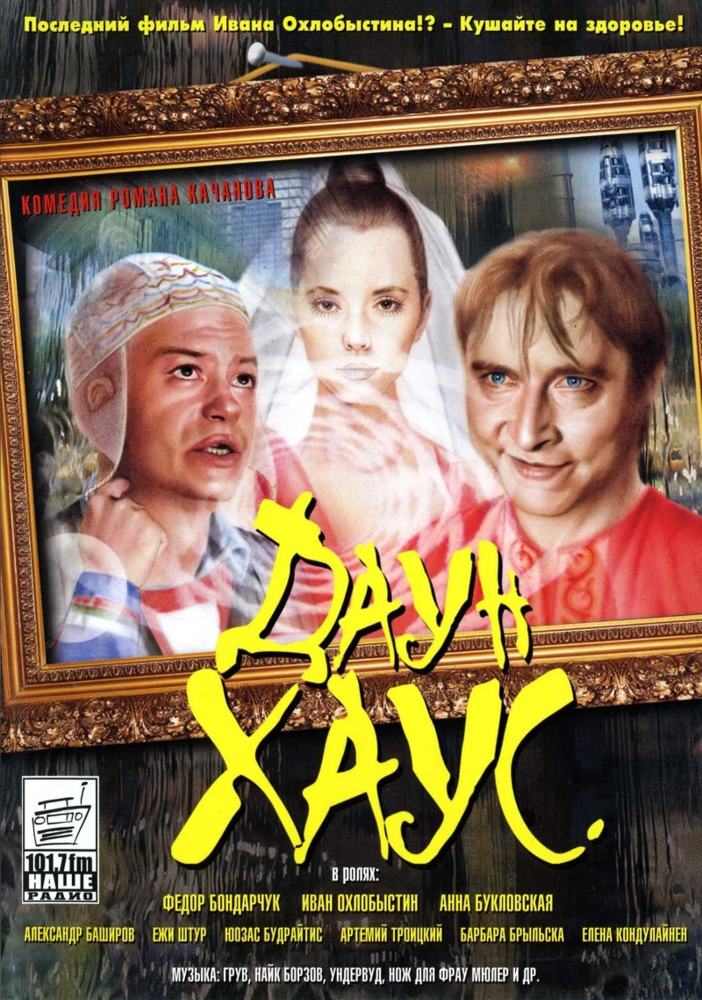 Последний фильм Ивана Охлобыстина!? – Кушайте на здоровье!
КОМЕДИЯ РОМАНА КАЧАНОВА
ДАУН
ХАУС.
101.7fm
НАШЕ
РАДИО
В РОЛЯХ:
ФЕДОР БОНДАРЧУК ИВАН ОХЛОБЫСТИН АННА БУКЛОВСКАЯ
АЛЕКСАНДР БАШИРОВ ЕЖИ ШТУР ЮОЗАС БУДРАЙТИС АРТЕМИЙ ТРОИЦКИЙ БАРБАРА БРЫЛЬСКА ЕЛЕНА КОНДУЛАЙНЕН
МУЗЫКА: ГРУВ, НАЙК БОРЗОВ, УНДЕРВУД, НОЖ ДЛЯ ФРАУ МЮЛЕР И ДР.